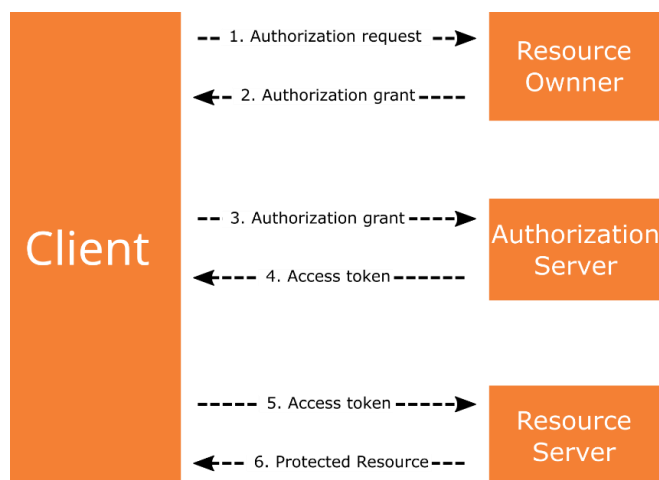 1. Authorization request
Resource
Ownner
2. Authorization grant
Client
3. Authorization grant
Authorization
Server
4. Access token
5. Access token
Resource
Server
6. Protected Resource